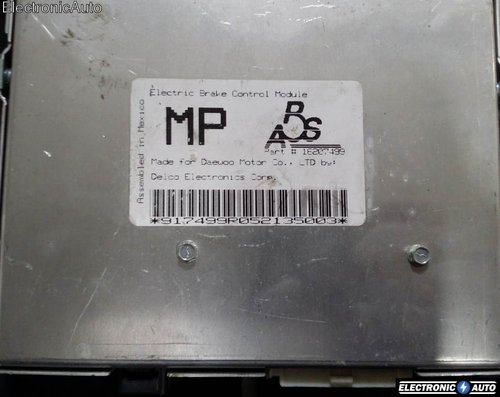 ElectronicAuto
Electric Brake Control Module
Assembled in Mexico
MP
ABS
Part # 16207499
Made for Daewoo Motor Co., LTD by:
Delco Electronics Corp.
*917499R052135003*
ELECTRONIC AUTO